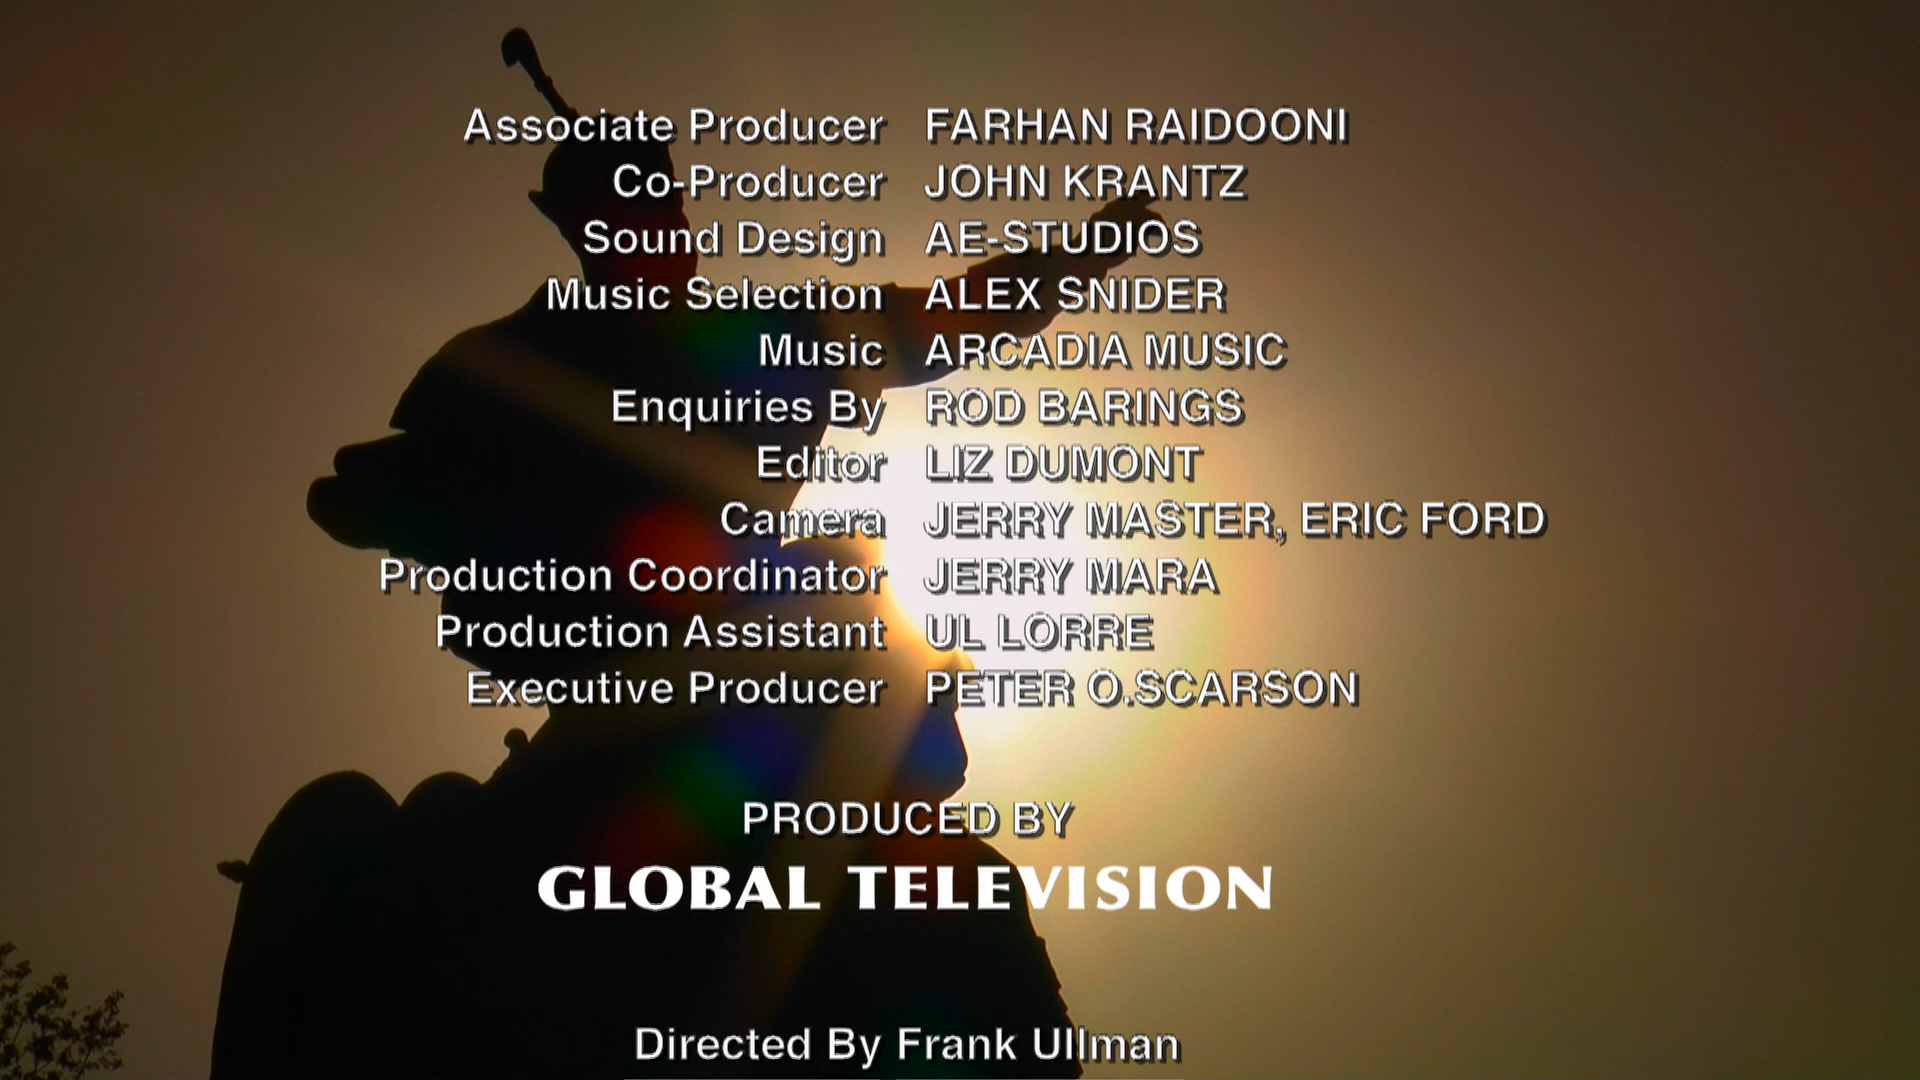 Associate Producer FARHAN RAIDOONI
Co-Producer JOHN KRANTZ
Sound Design AE-STUDIOS
Music Selection ALEX SNIDER
Music ARCADIA MUSIC
Enquiries By ROD BARINGS
Editor LIZ DUMONT
Camera JERRY MASTER, ERIC FORD
Production Coordinator JERRY MARA
Production Assistant UL LORRE
Executive Producer PETER O.SCARSON
PRODUCED BY
GLOBAL TELEVISION
Directed By Frank Ullman